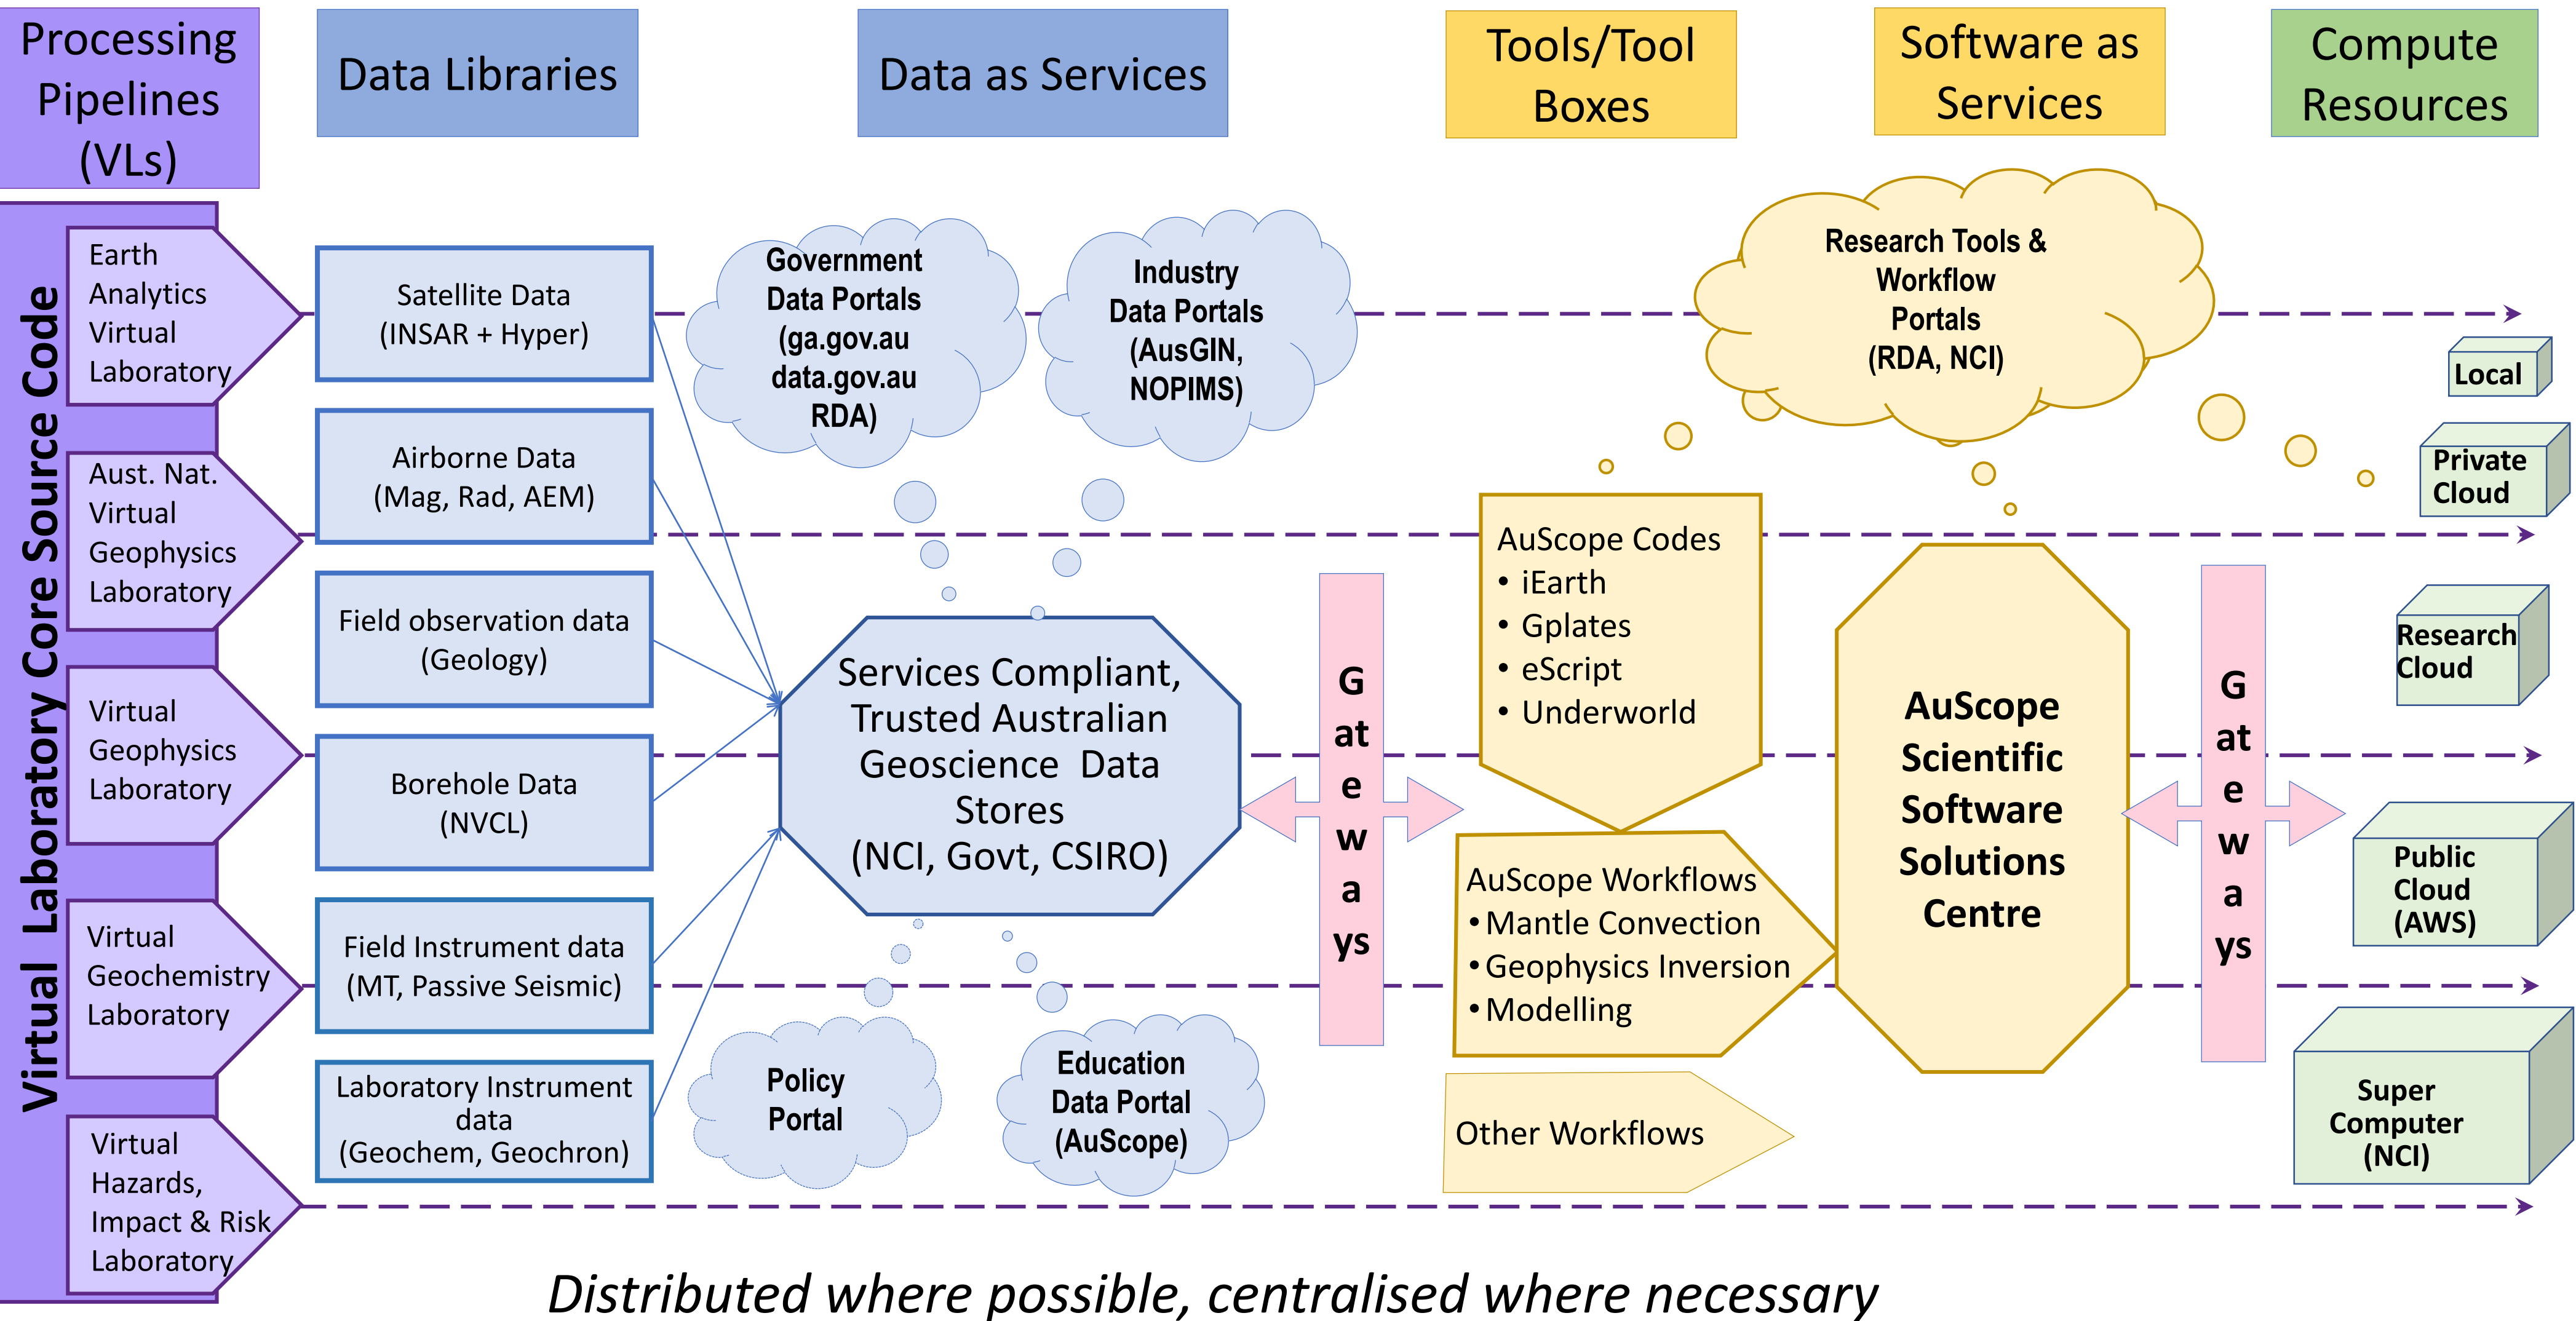 Processing
Pipelines
(VLs)
Data Libraries
Data as Services
Tools/Tool
Boxes
Software as
Services
Compute
Resources
Virtual Laboratory Core Source Code
Earth
Analytics
Virtual
Laboratory
Aust. Nat.
Virtual
Geophysics
Laboratory
Virtual
Geophysics
Laboratory
Virtual
Geochemistry
Laboratory
Virtual
Hazards,
Impact & Risk
Laboratory
Satellite Data
(INSAR + Hyper)
Airborne Data
(Mag, Rad, AEM)
Field observation data
(Geology)
Borehole Data
(NVCL)
Field Instrument data
(MT, Passive Seismic)
Laboratory Instrument
data
(Geochem, Geochron)
Government
Data Portals
(ga.gov.au
data.gov.au
RDA)
Industry
Data Portals
(AusGIN,
NOPIMS)
Services Compliant,
Trusted Australian
Geoscience Data
Stores
(NCI, Govt, CSIRO)
Policy
Portal
Education
Data Portal
(AuScope)
G
at
e
w
a
ys
AuScope Codes
• iEarth
• Gplates
• eScript
• Underworld
AuScope Workflows
• Mantle Convection
• Geophysics Inversion
• Modelling
Other Workflows
Research Tools &
Workflow
Portals
(RDA, NCI)
AuScope
Scientific
Software
Solutions
Centre
G
at
e
w
a
ys
Local
Private
Cloud
Research
Cloud
Public
Cloud
(AWS)
Super
Computer
(NCI)
Distributed where possible, centralised where necessary